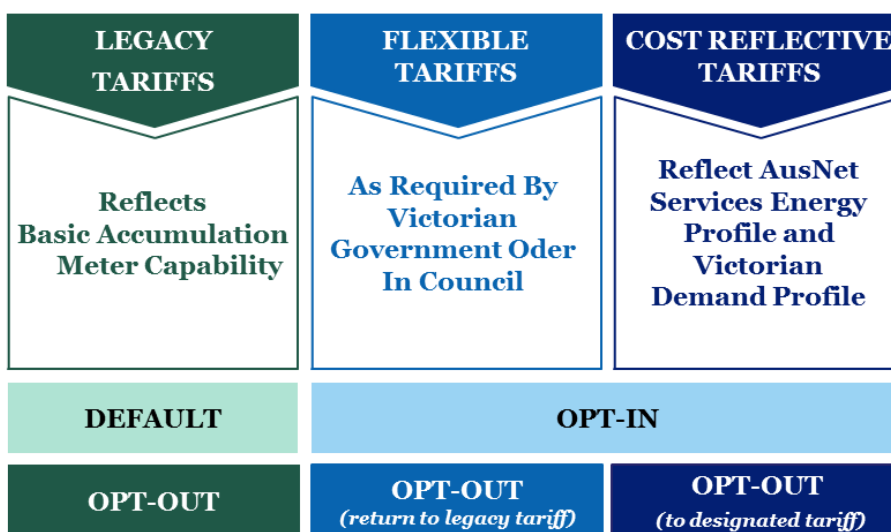 LEGACY
TARIFFS
FLEXIBLE
TARIFFS
COST REFLECTIVE
TARIFFS
Reflects
Basic Accumulation
Meter Capability
As Required By
Victorian
Government Oder
In Council
Reflect AusNet
Services Energy
Profile and
Victorian
Demand Profile
DEFAULT
OPT-IN
OPT-OUT
OPT-OUT
(return to legacy tariff)
OPT-OUT
(to designated tariff)